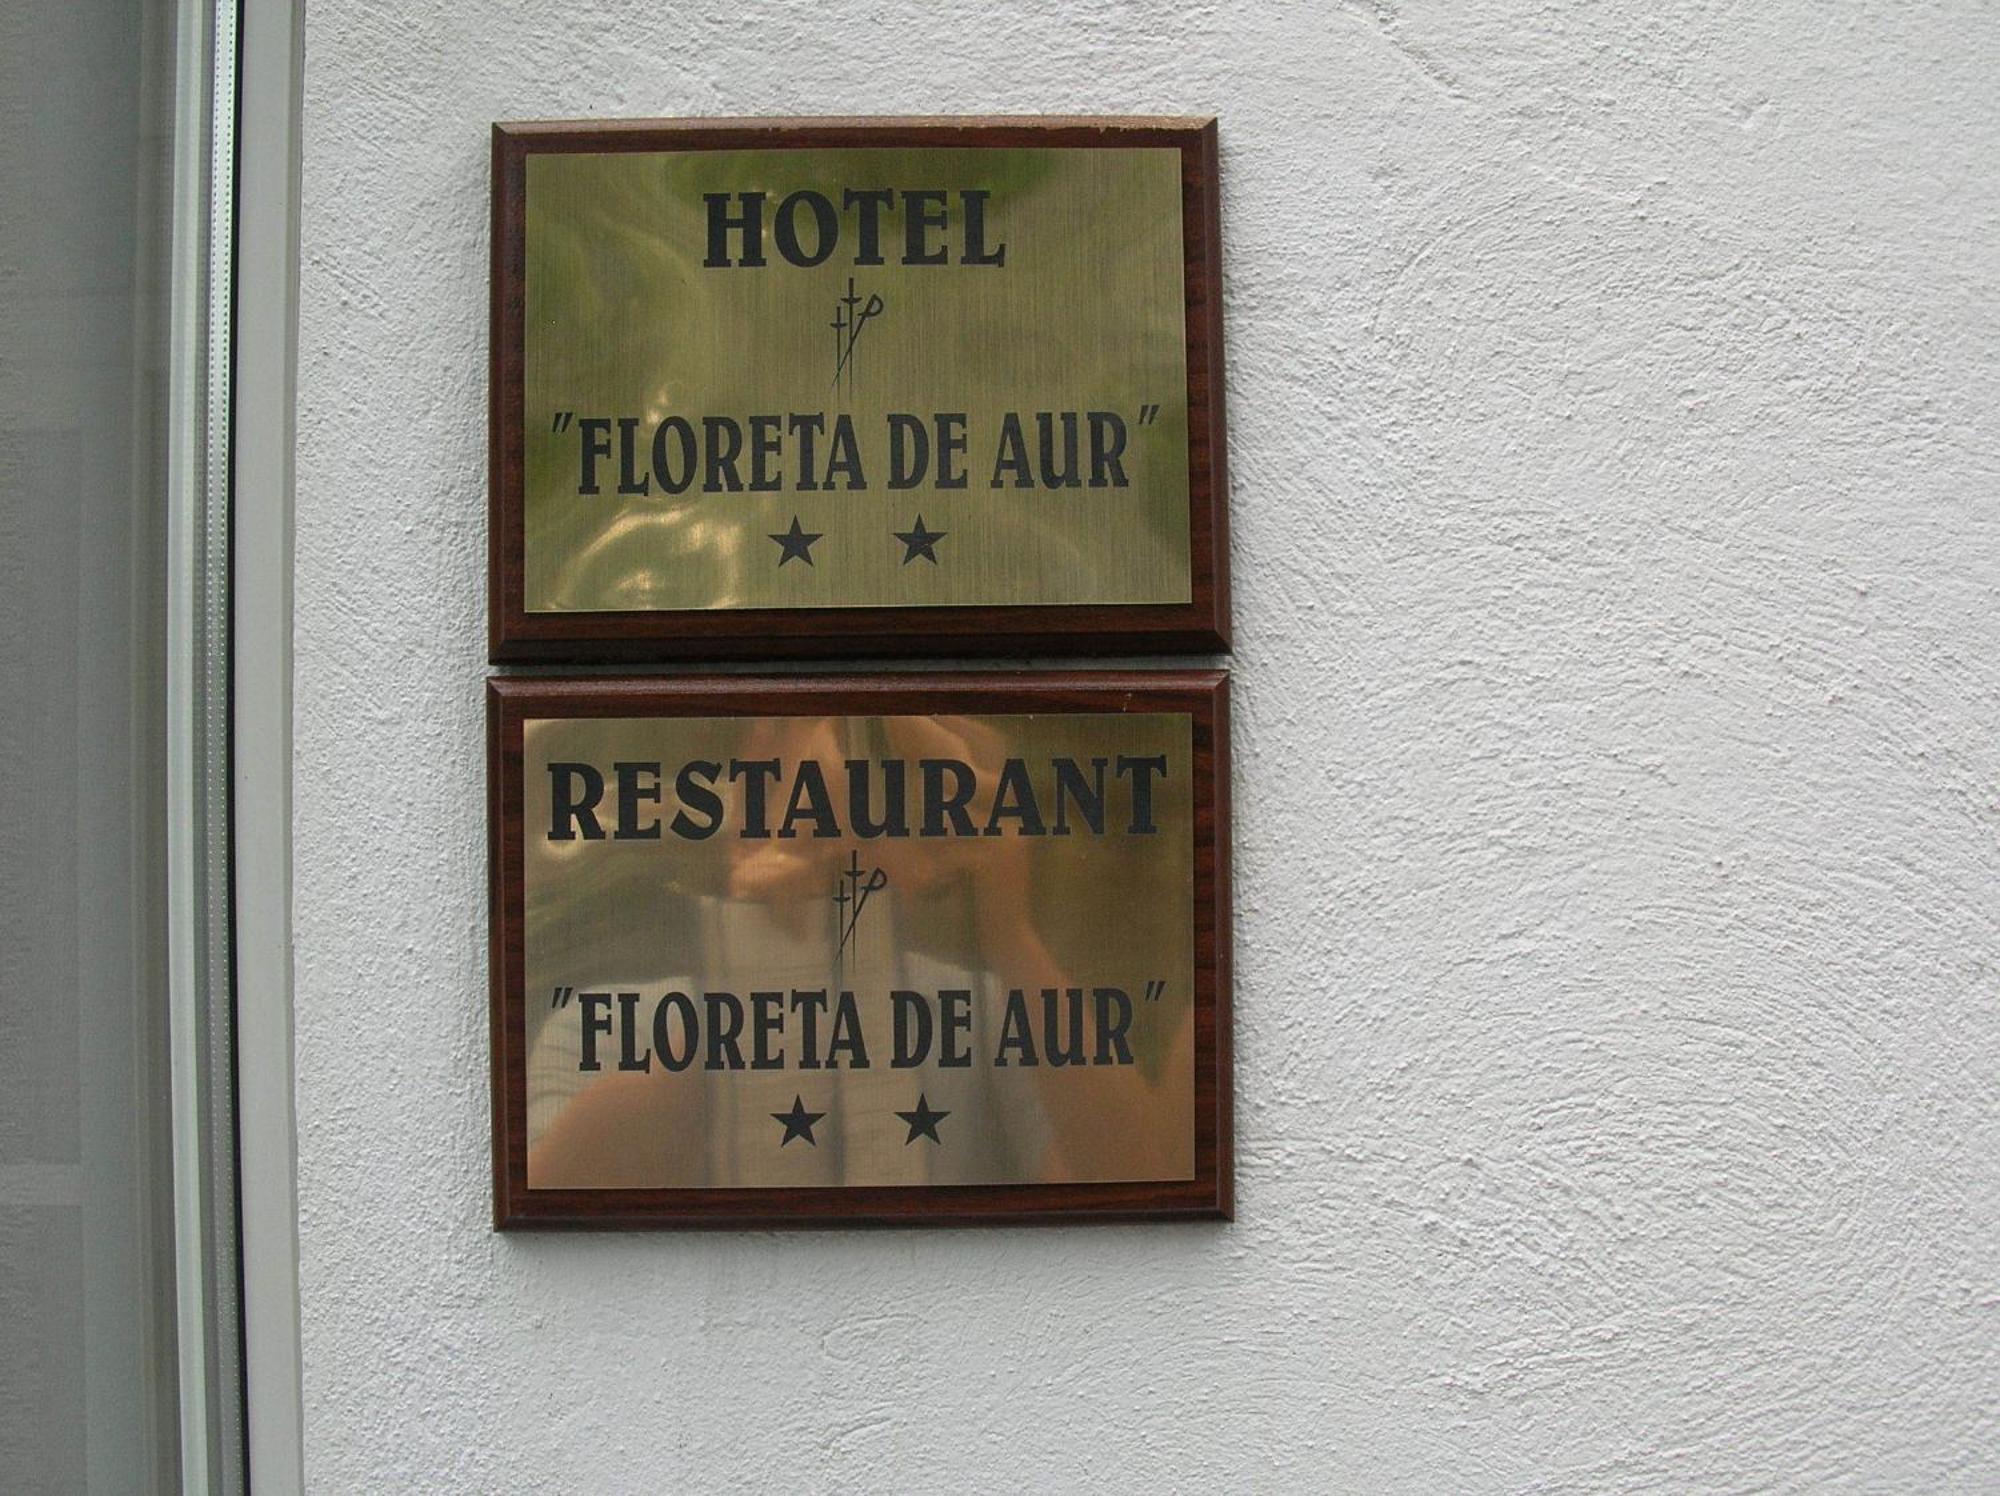 HOTEL
"FLORETA DE AUR"
★ ★
RESTAURANT
"FLORETA DE AUR"
★ ★